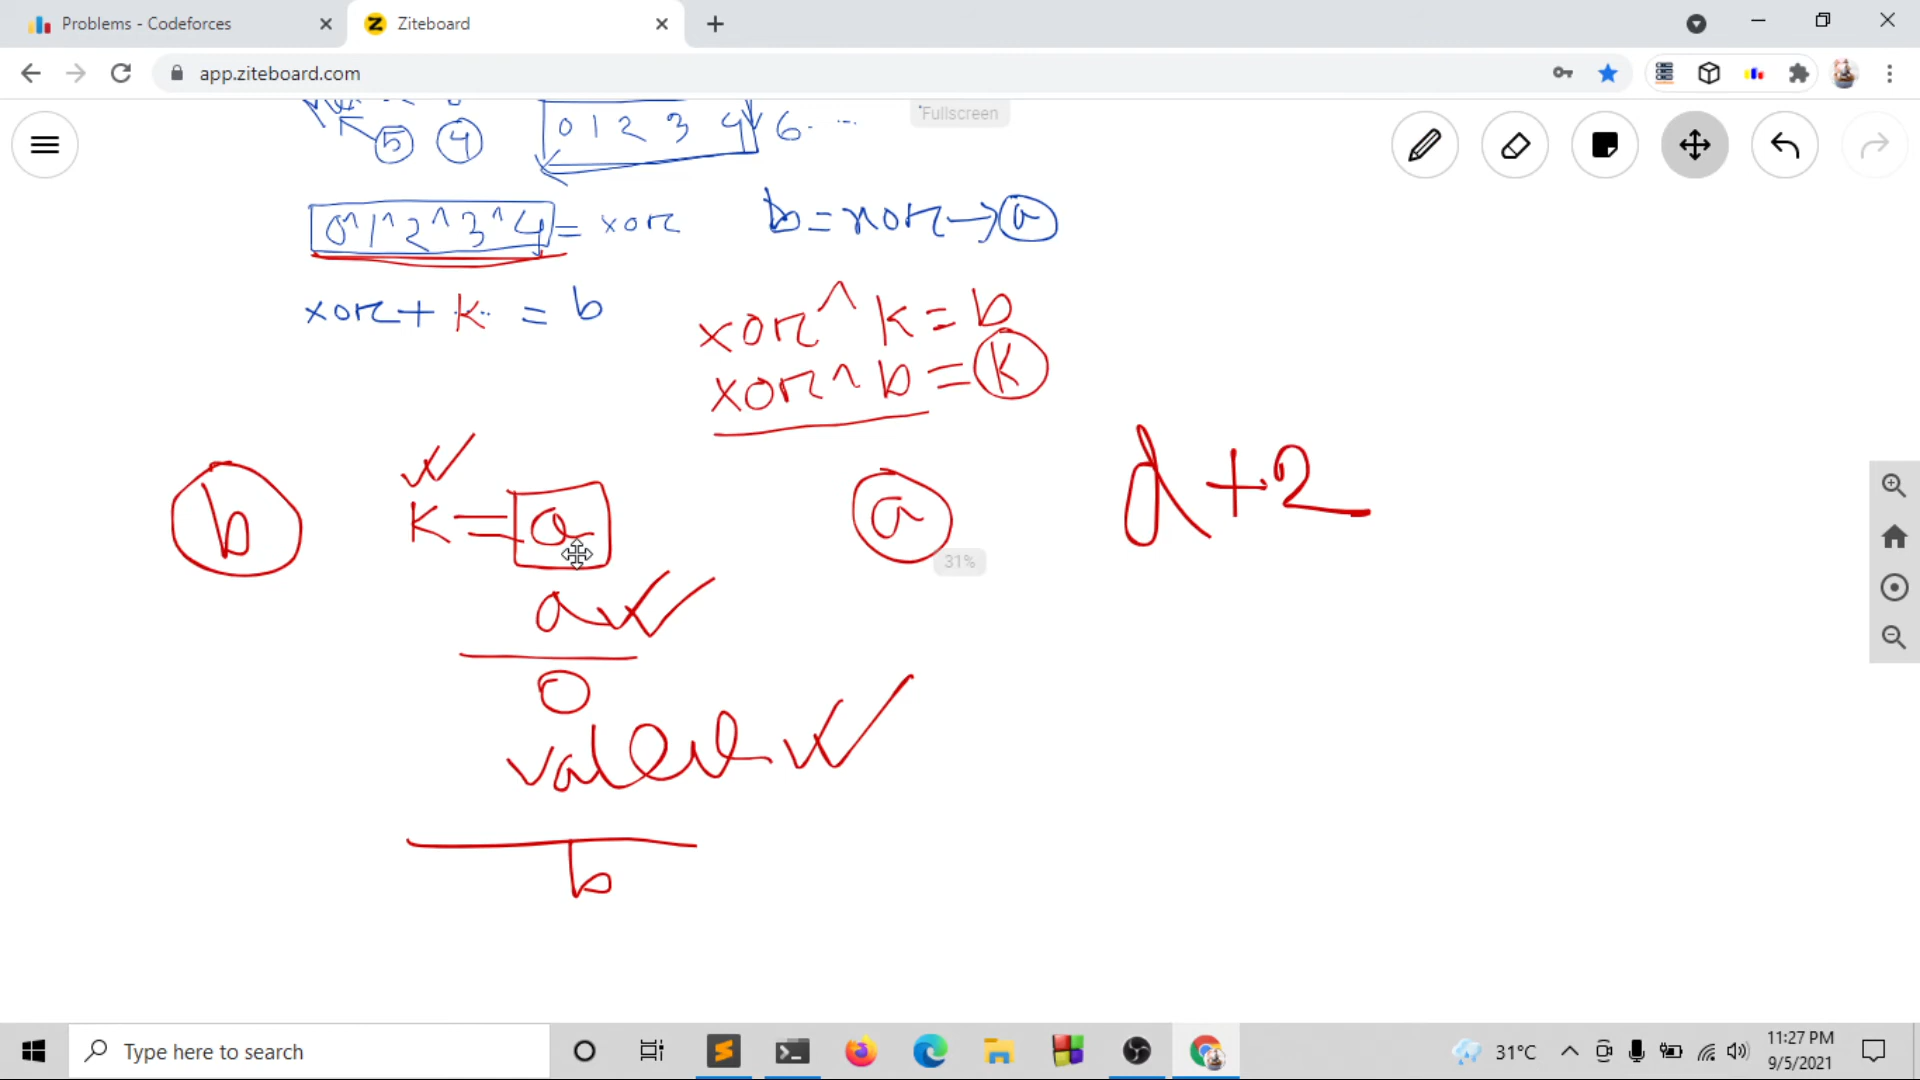 Problems - Codeforces
Ziteboard
app.ziteboard.com
Fullscreen
5 4 0 1 2 3 4 6. ...
0^1^2^3^4 = xor
b = xor → a
xor + k = b
xor ^ k = b
xor ^ b = k
b
k = a
a
d+2
31%
a
0
b
Type here to search
31°C
11:27 PM
9/5/2021